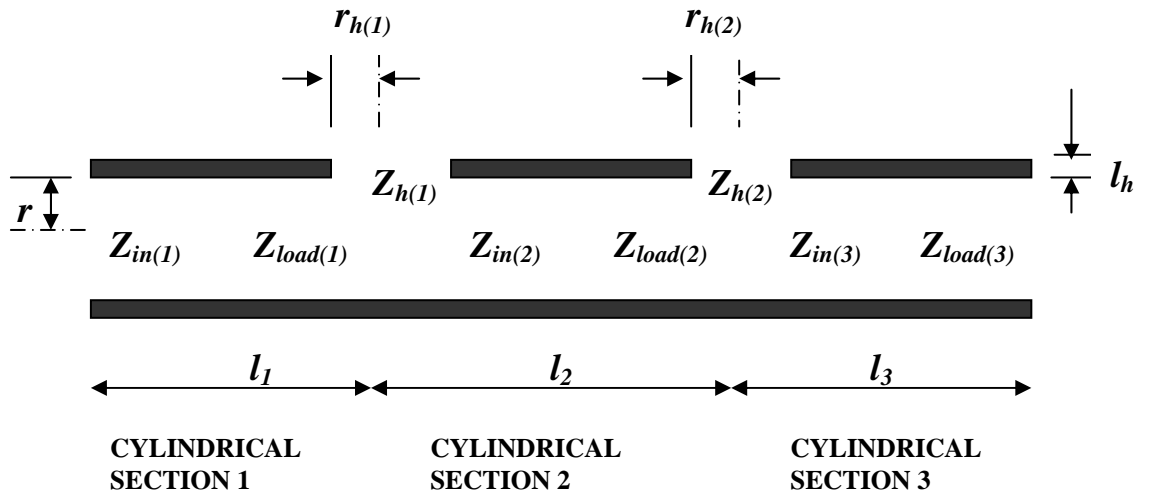 r_h(1) r_h(2)
Z_h(1) Z_h(2) l_h
r
Z_in(1) Z_load(1) Z_in(2) Z_load(2) Z_in(3) Z_load(3)
l_1 l_2 l_3
CYLINDRICAL
SECTION 1
CYLINDRICAL
SECTION 2
CYLINDRICAL
SECTION 3